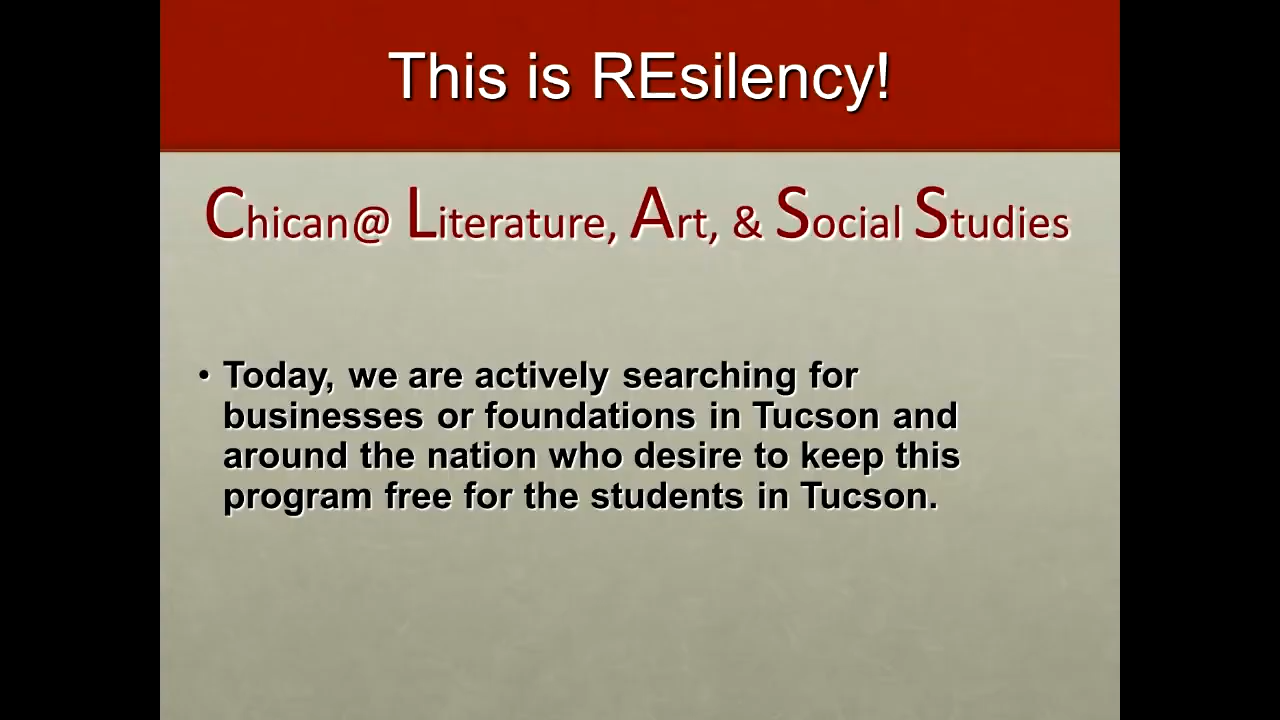 This is REsilency!
Chican@ Literature, Art, & Social Studies
• Today, we are actively searching for
businesses or foundations in Tucson and
around the nation who desire to keep this
program free for the students in Tucson.